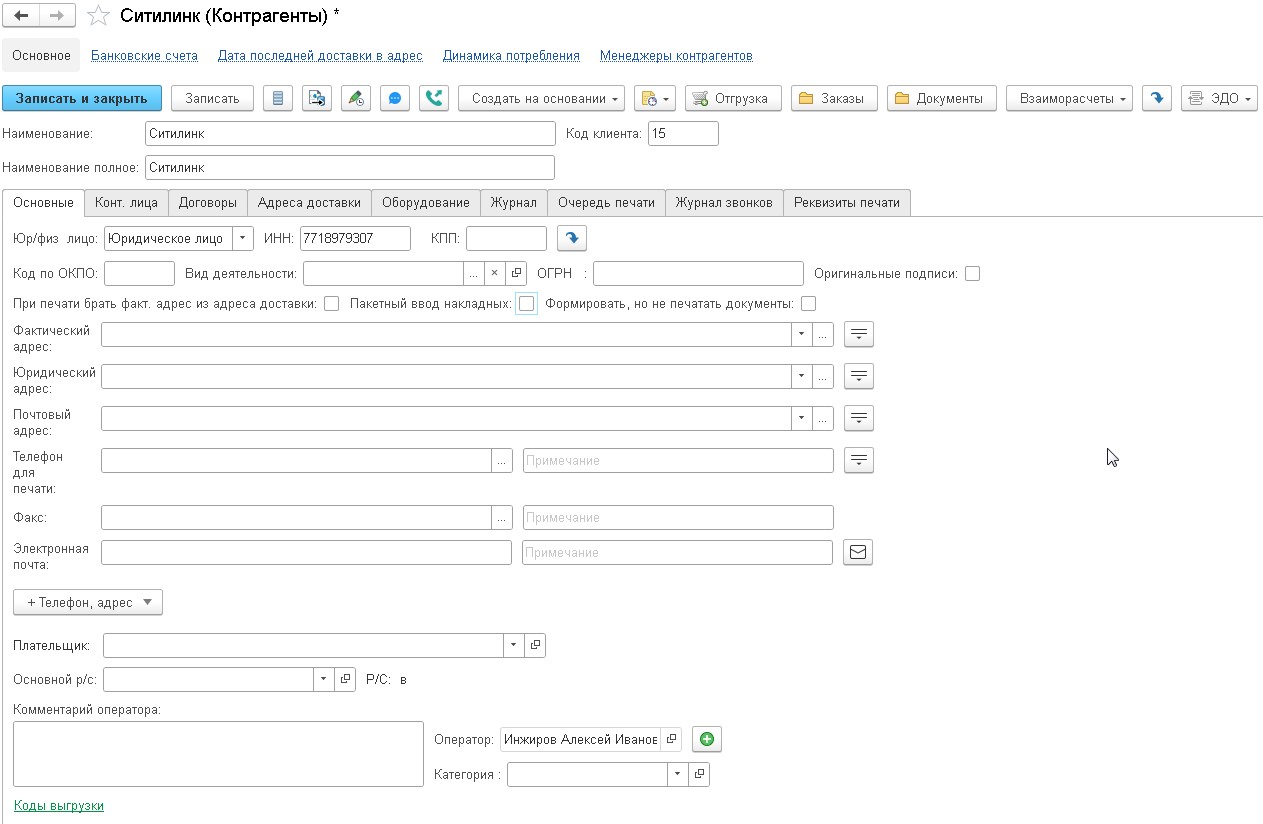 Ситилинк (Контрагенты) *
Основное Банковские счета Дата последней доставки в адрес Динамика потребления Менеджеры контрагентов
Записать и закрыть Записать Создать на основании Отгрузка Заказы Документы Взаиморасчеты ЭДО
Наименование: Ситилинк Код клиента: 15
Наименование полное: Ситилинк
Основные Конт. лица Договоры Адреса доставки Оборудование Журнал Очередь печати Журнал звонков Реквизиты печати
Юр/физ лицо: Юридическое лицо ИНН: 7718979307 КПП:
Код по ОКПО: Вид деятельности: ... × ОГРН : Оригинальные подписи:
При печати брать факт. адрес из адреса доставки: Пакетный ввод накладных: Формировать, но не печатать документы:
Фактический
адрес: ...
Юридический
адрес: ...
Почтовый
адрес: ...
Телефон
для
печати: ... Примечание
Факс: ... Примечание
Электронная
почта: Примечание
+ Телефон, адрес
Плательщик:
Основной р/с: Р/С: в
Комментарий оператора:
Оператор: Инжиров Алексей Иванов
Категория :
Коды выгрузки